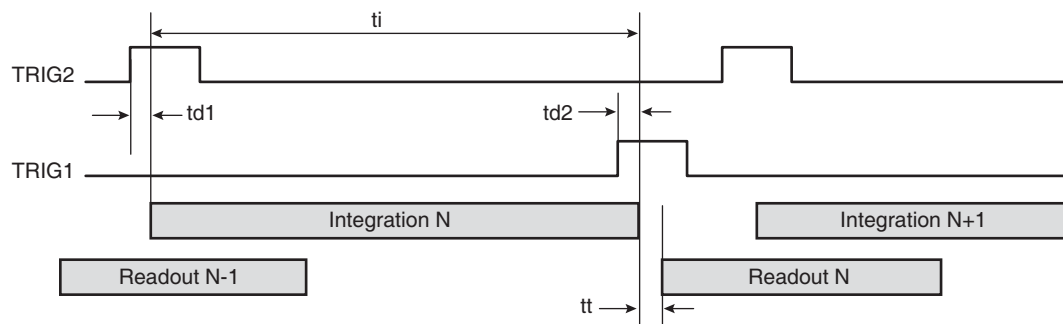 ti
TRIG2
td1
td2
TRIG1
Integration N
Integration N+1
Readout N-1
Readout N
tt